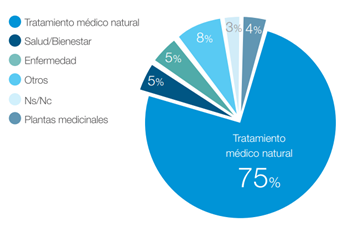 Tratamiento médico natural
Salud/Bienestar
Enfermedad
Otros
Ns/Nc
Plantas medicinales
5%
5%
8%
3%
4%
Tratamiento
médico natural
75%